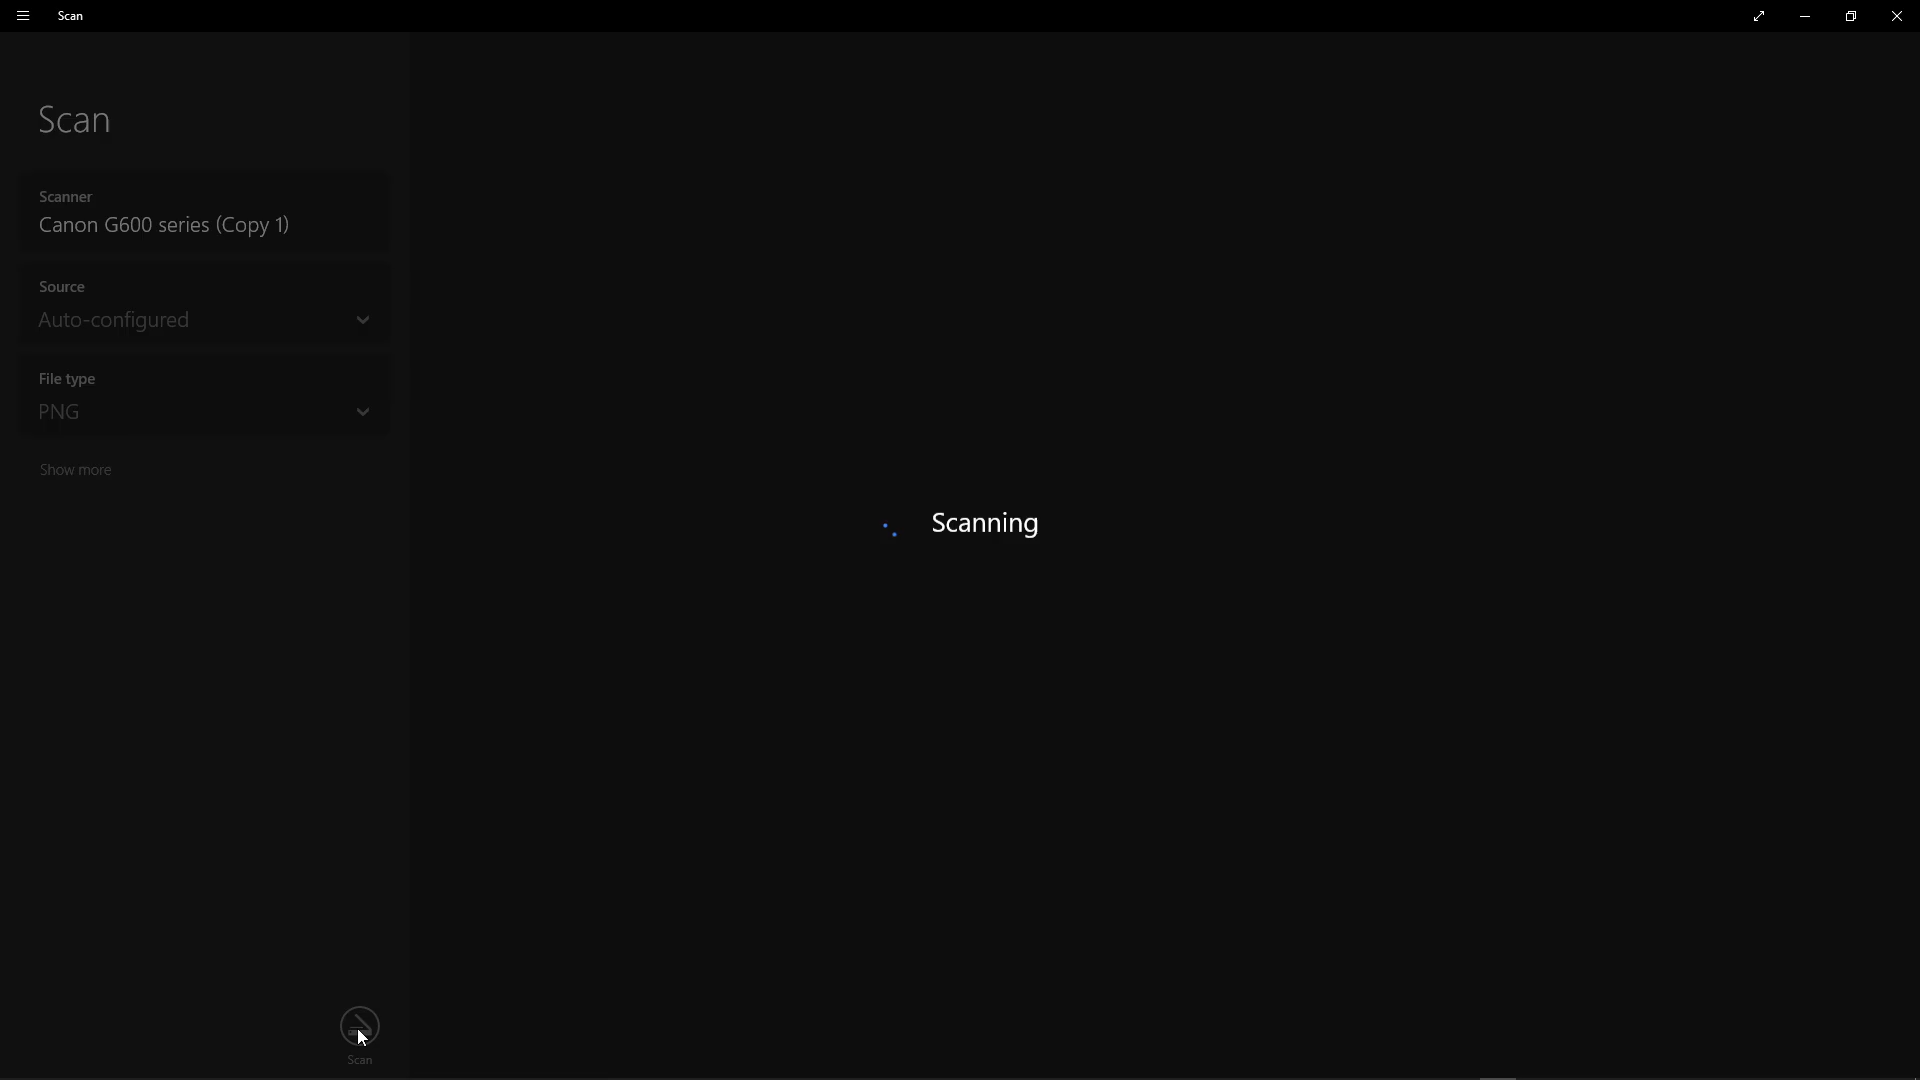 Scan
Scan
Scanner
Canon G600 series (Copy 1)
Source
Auto-configured
File type
PNG
Show more
Scanning
Scan